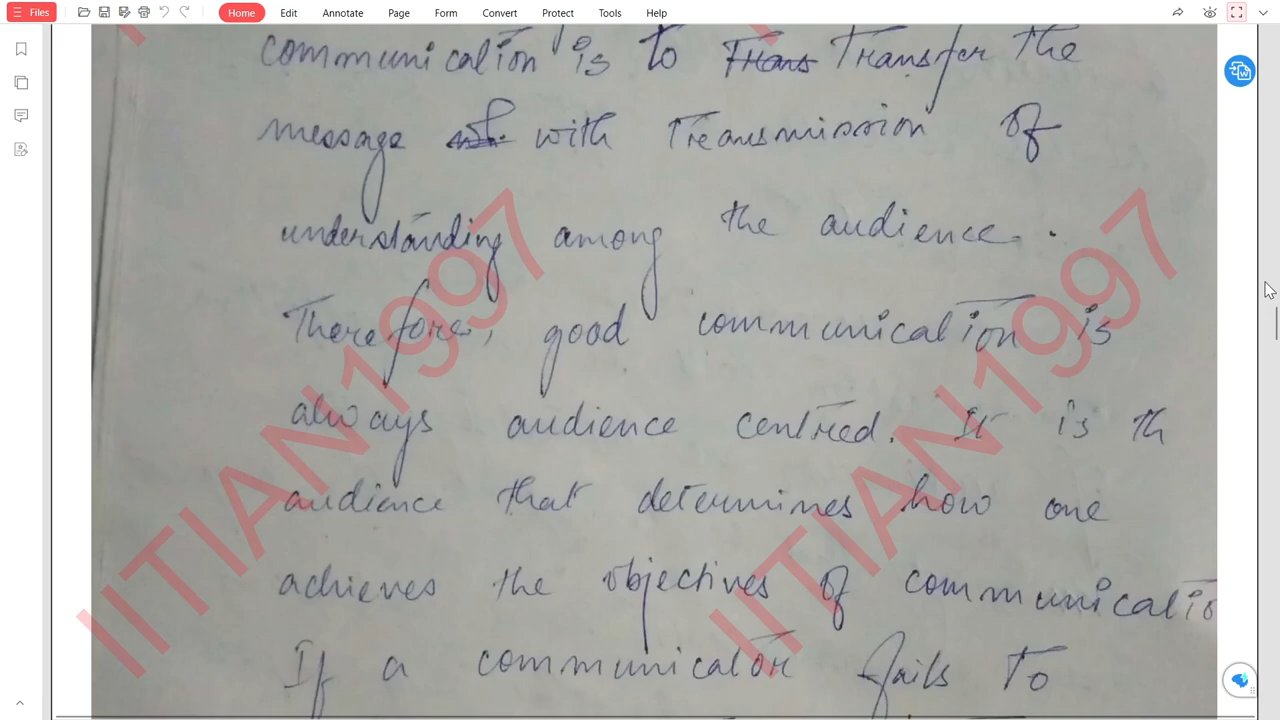 Files
Home Edit Annotate Page Form Convert Protect Tools Help
communication is to Trans Transfer the
message with Transmission of
understanding among the audience.
Therefore, good communication is
always audience centred. It is th
audience that determines how one
achieves the objectives of communicatio
If a communicator fails to
IITIAN1997
IITIAN1997